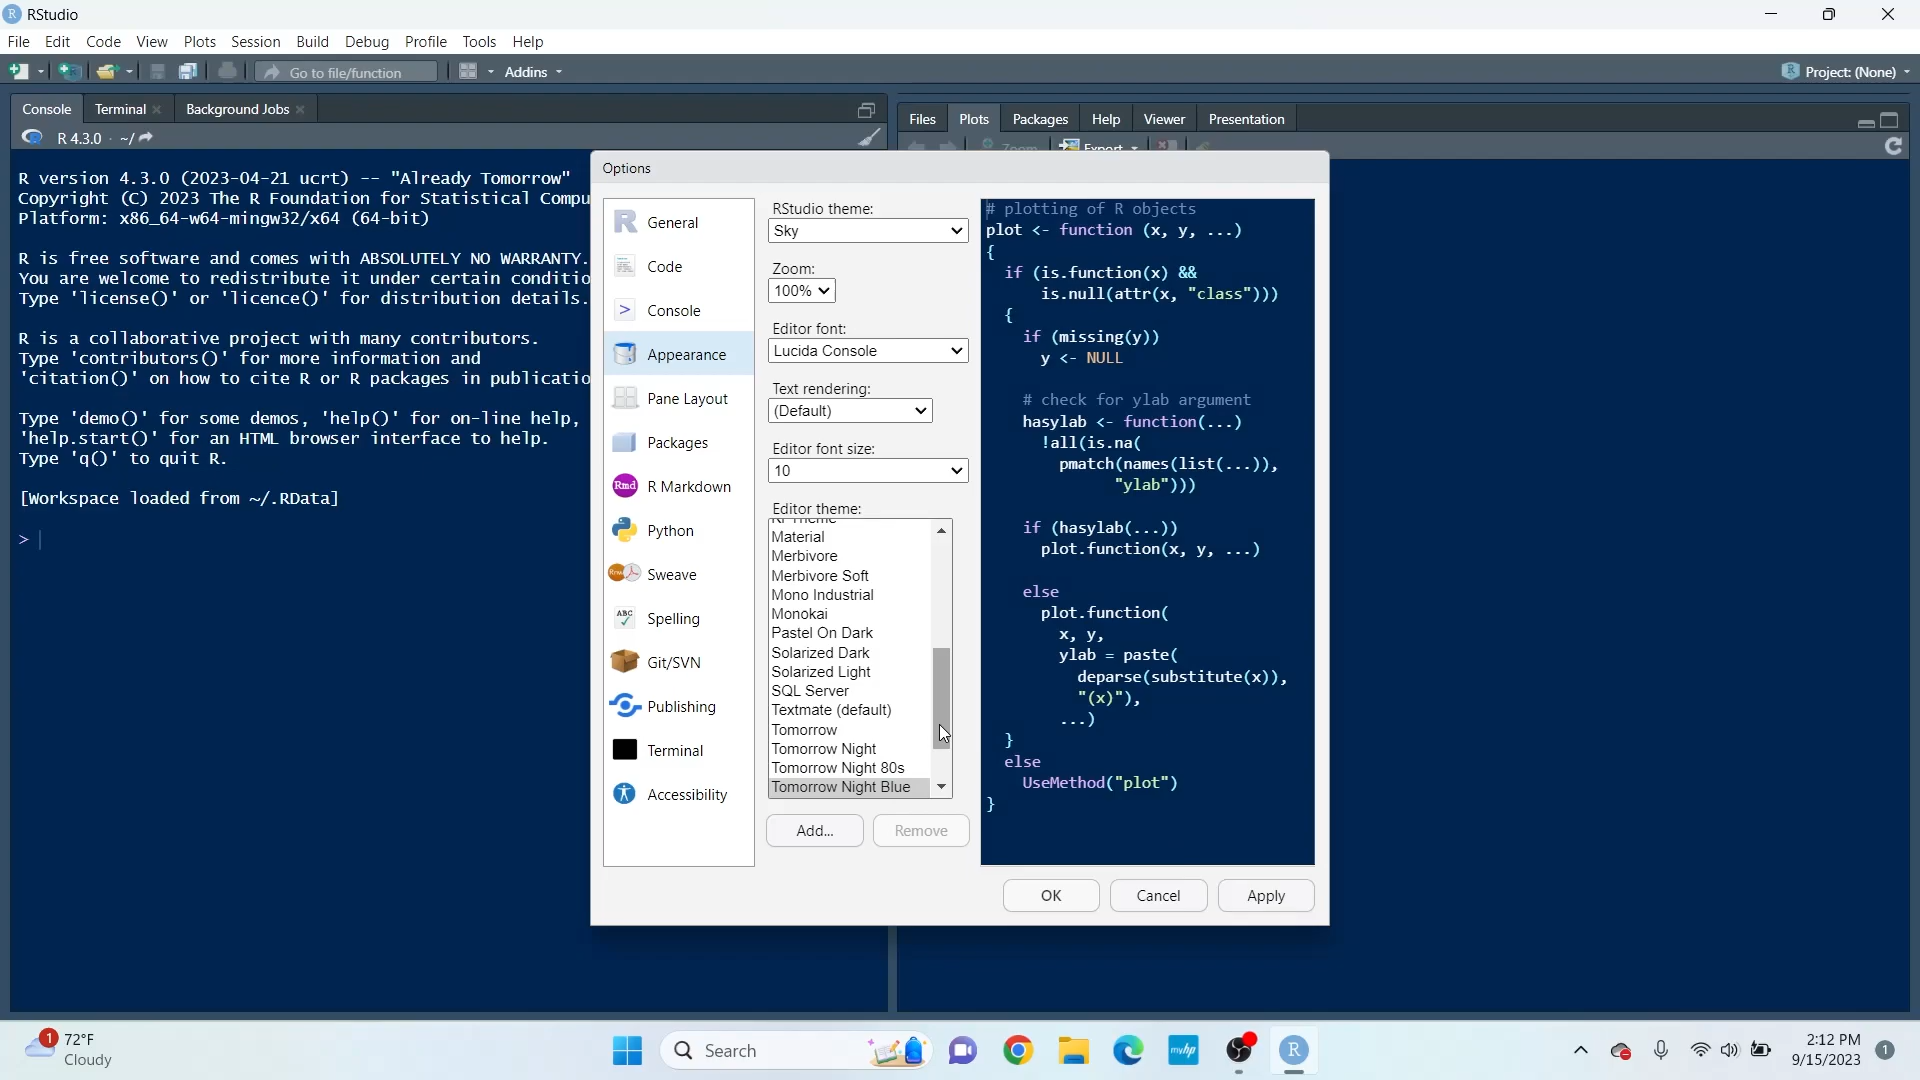 RStudio
File Edit Code View Plots Session Build Debug Profile Tools Help
Go to file/function Addins Project: (None)
Console Terminal Background Jobs
R 4.3.0 · ~/
R version 4.3.0 (2023-04-21 ucrt) -- "Already Tomorrow"
Copyright (C) 2023 The R Foundation for Statistical Compu
Platform: x86_64-w64-mingw32/x64 (64-bit)
R is free software and comes with ABSOLUTELY NO WARRANTY.
You are welcome to redistribute it under certain conditio
Type 'license()' or 'licence()' for distribution details.
R is a collaborative project with many contributors.
Type 'contributors()' for more information and
'citation()' on how to cite R or R packages in publicatio
Type 'demo()' for some demos, 'help()' for on-line help,
'help.start()' for an HTML browser interface to help.
Type 'q()' to quit R.
[Workspace loaded from ~/.RData]
>
Files Plots Packages Help Viewer Presentation
Zoom Export
Options
General
Code
Console
Appearance
Pane Layout
Packages
Rmd R Markdown
Python
Sweave
ABC Spelling
Git/SVN
Publishing
Terminal
Accessibility
RStudio theme:
Sky
Zoom:
100%
Editor font:
Lucida Console
Text rendering:
(Default)
Editor font size:
10
Editor theme:
Material
Merbivore
Merbivore Soft
Mono Industrial
Monokai
Pastel On Dark
Solarized Dark
Solarized Light
SQL Server
Textmate (default)
Tomorrow
Tomorrow Night
Tomorrow Night 80s
Tomorrow Night Blue
Add... Remove
# plotting of R objects
plot <- function (x, y, ...)
{
if (is.function(x) &&
is.null(attr(x, "class")))
{
if (missing(y))
y <- NULL
# check for ylab argument
hasylab <- function(...)
!all(is.na(
pmatch(names(list(...)),
"ylab")))
if (hasylab(...))
plot.function(x, y, ...)
else
plot.function(
x, y,
ylab = paste(
deparse(substitute(x)),
"(x)"),
...)
}
else
UseMethod("plot")
}
OK Cancel Apply
1 72°F
Cloudy
Search
myhp
2:12 PM
9/15/2023
1